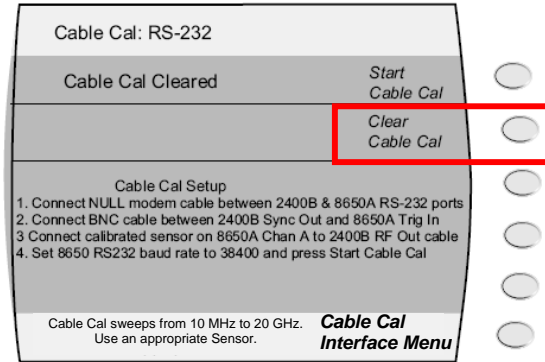 Cable Cal: RS-232
Cable Cal Cleared
Start
Cable Cal
Clear
Cable Cal
Cable Cal Setup
1. Connect NULL modem cable between 2400B & 8650A RS-232 ports
2. Connect BNC cable between 2400B Sync Out and 8650A Trig In
3 Connect calibrated sensor on 8650A Chan A to 2400B RF Out cable
4. Set 8650 RS232 baud rate to 38400 and press Start Cable Cal
Cable Cal sweeps from 10 MHz to 20 GHz.
Use an appropriate Sensor.
Cable Cal
Interface Menu